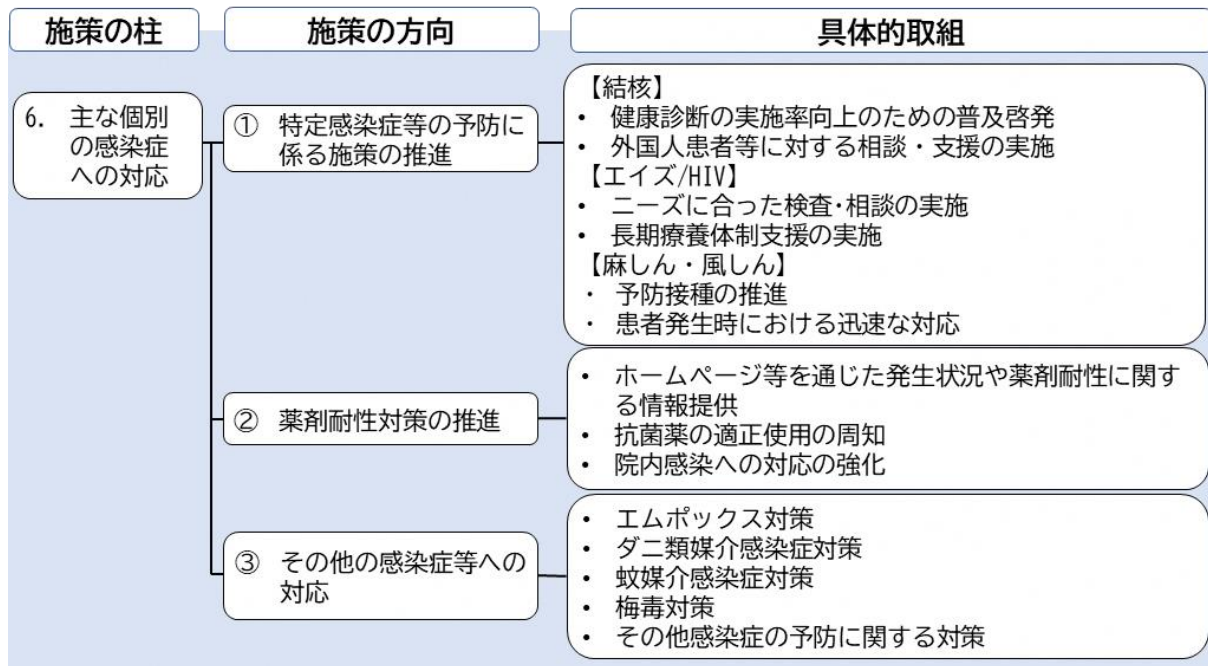 施策の柱
施策の方向
具体的取組
6. 主な個別
の感染症
への対応
① 特定感染症等の予防に
係る施策の推進
【結核】
• 健康診断の実施率向上のための普及啓発
• 外国人患者等に対する相談・支援の実施
【エイズ/HIV】
• ニーズに合った検査・相談の実施
• 長期療養体制支援の実施
【麻しん・風しん】
・ 予防接種の推進
・ 患者発生時における迅速な対応
② 薬剤耐性対策の推進
• ホームページ等を通じた発生状況や薬剤耐性に関す
る情報提供
• 抗菌薬の適正使用の周知
• 院内感染への対応の強化
③ その他の感染症等への
対応
• エムポックス対策
• ダニ類媒介感染症対策
• 蚊媒介感染症対策
• 梅毒対策
• その他感染症の予防に関する対策